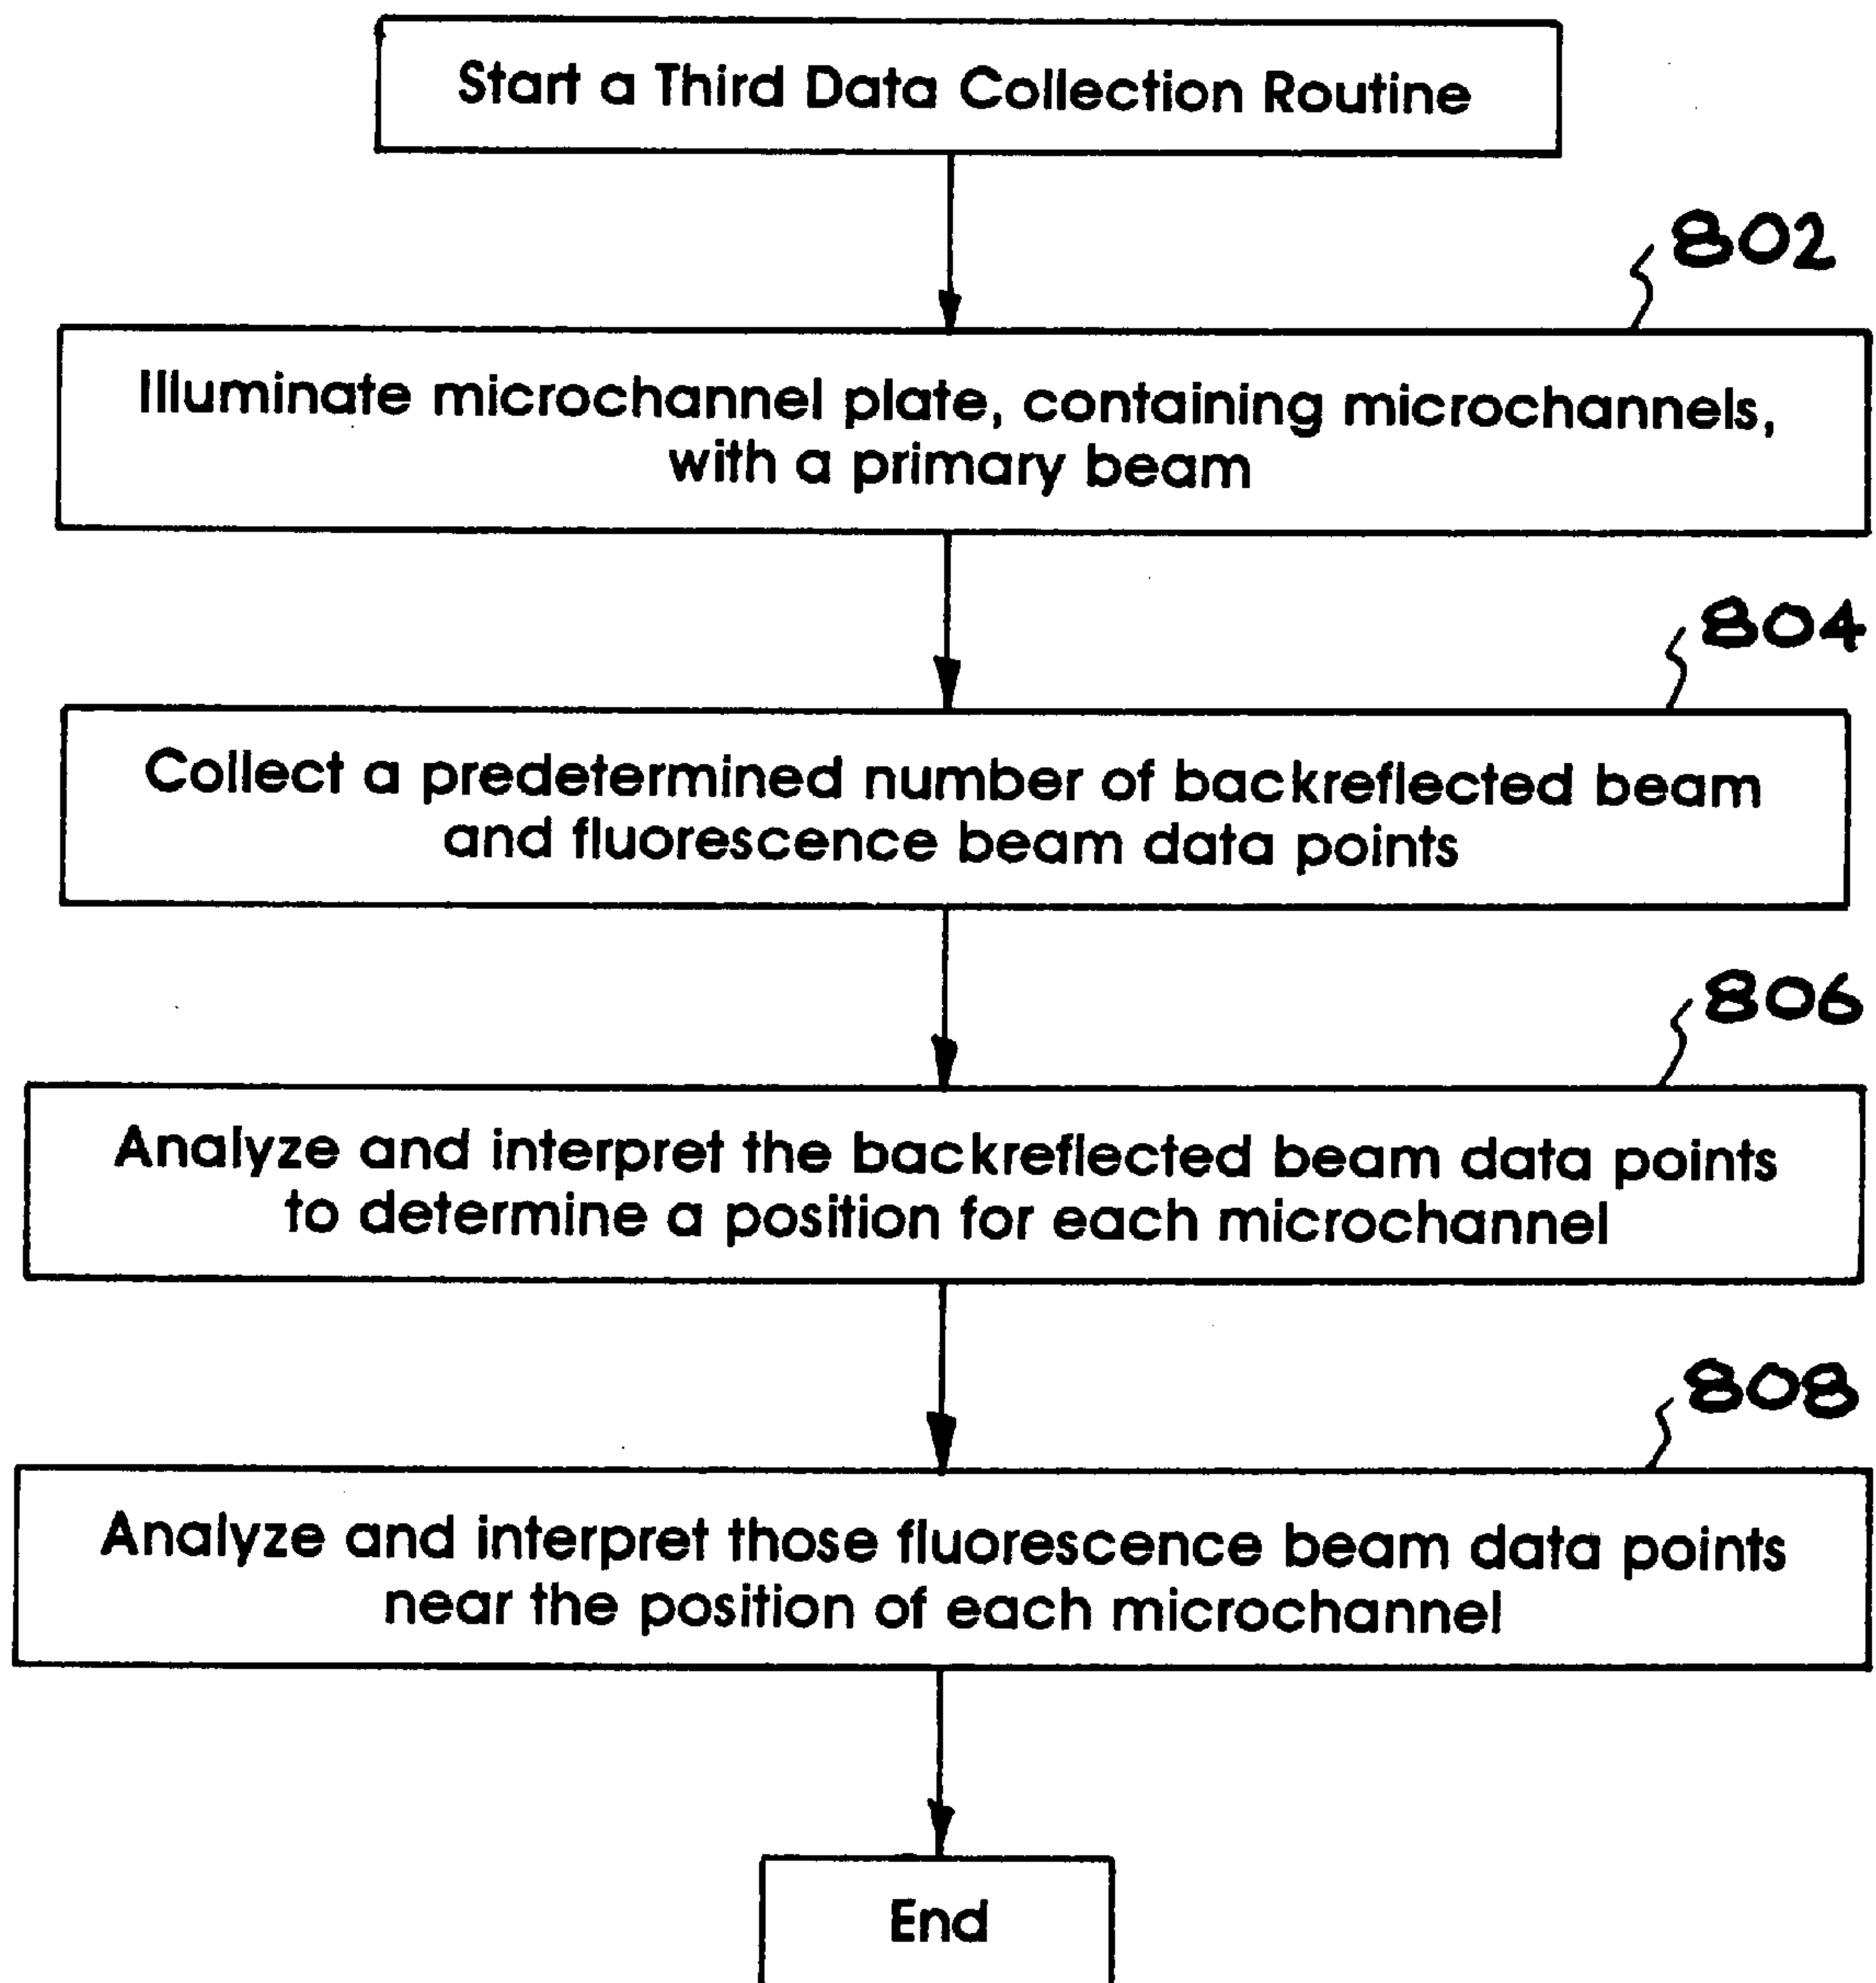 Start a Third Data Collection Routine
802
Illuminate microchannel plate, containing microchannels,
with a primary beam
804
Collect a predetermined number of backreflected beam
and fluorescence beam data points
806
Analyze and interpret the backreflected beam data points
to determine a position for each microchannel
808
Analyze and interpret those fluorescence beam data points
near the position of each microchannel
End